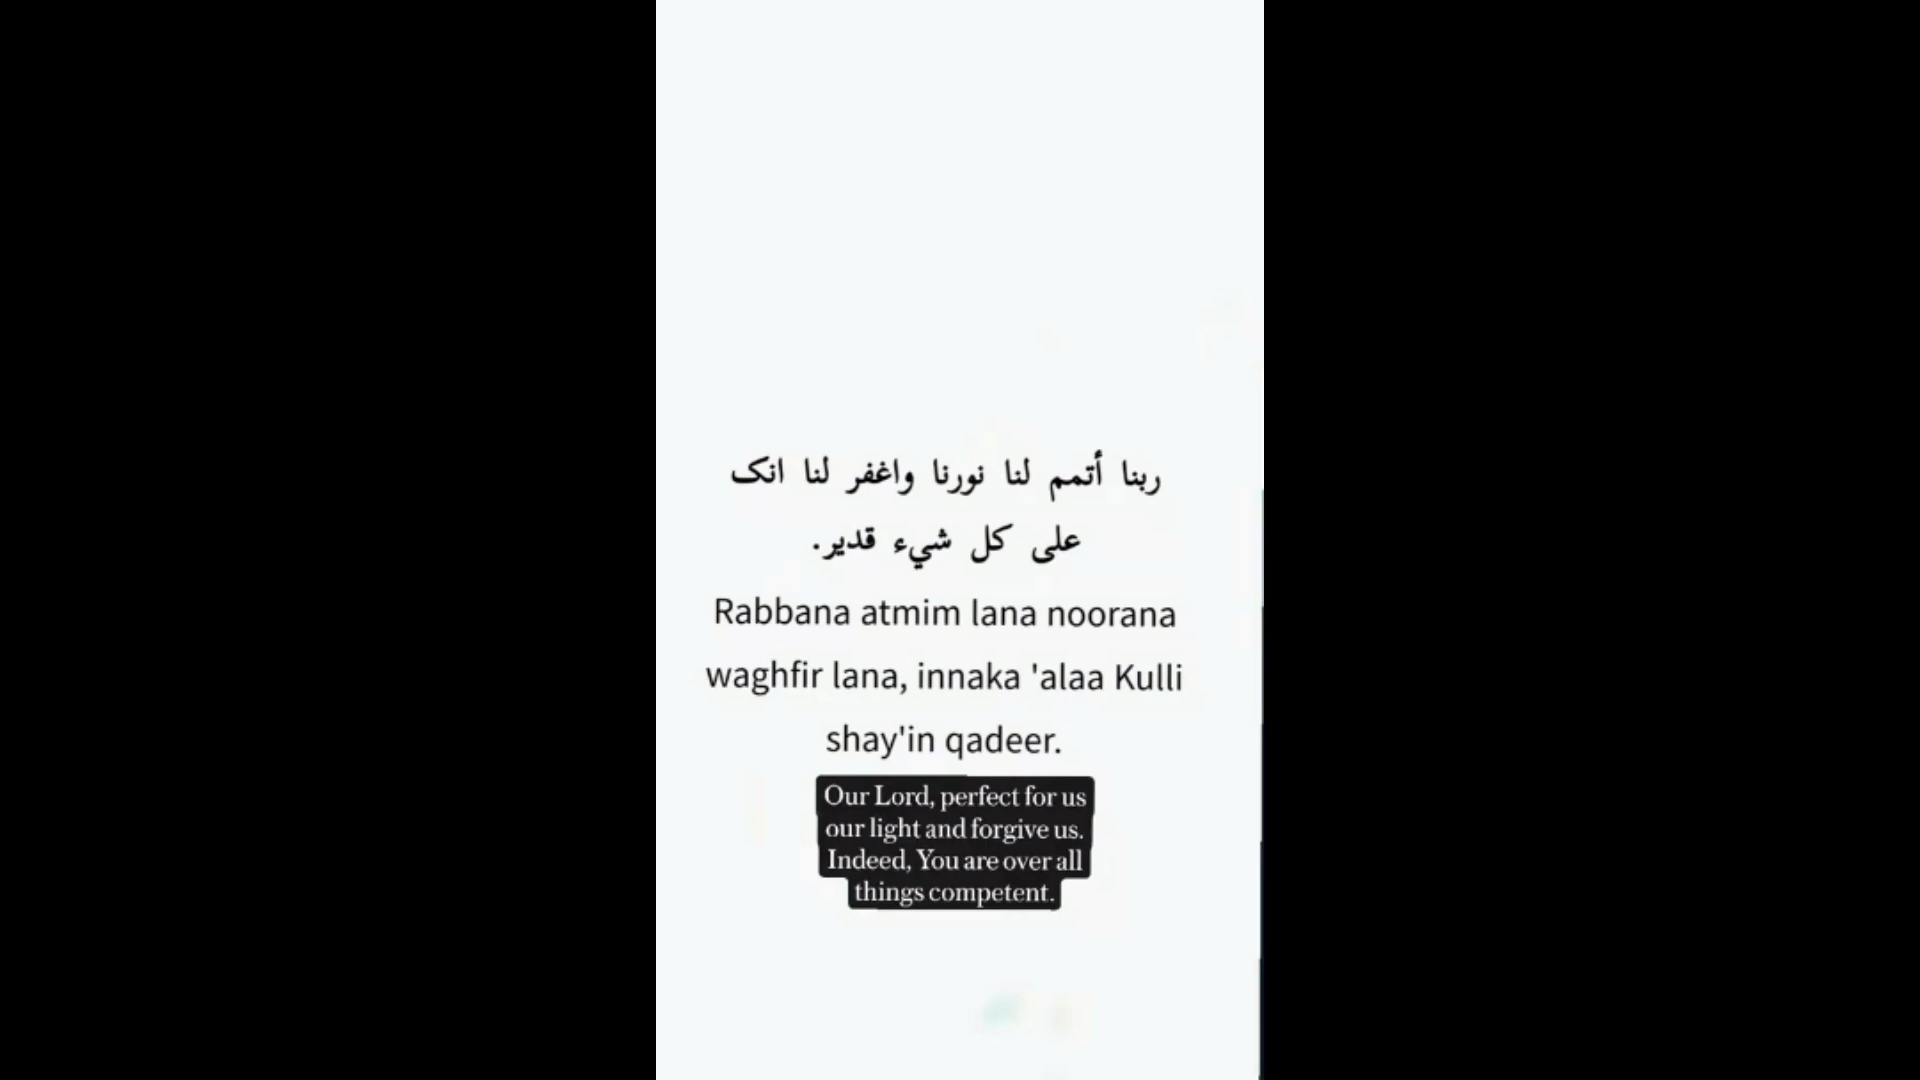 ربنا أتمم لنا نورنا واغفر لنا انک
على كل شيء قدير.
Rabbana atmim lana noorana
waghfir lana, innaka 'alaa Kulli
shay'in qadeer.
Our Lord, perfect for us
our light and forgive us.
Indeed, You are over all
things competent.